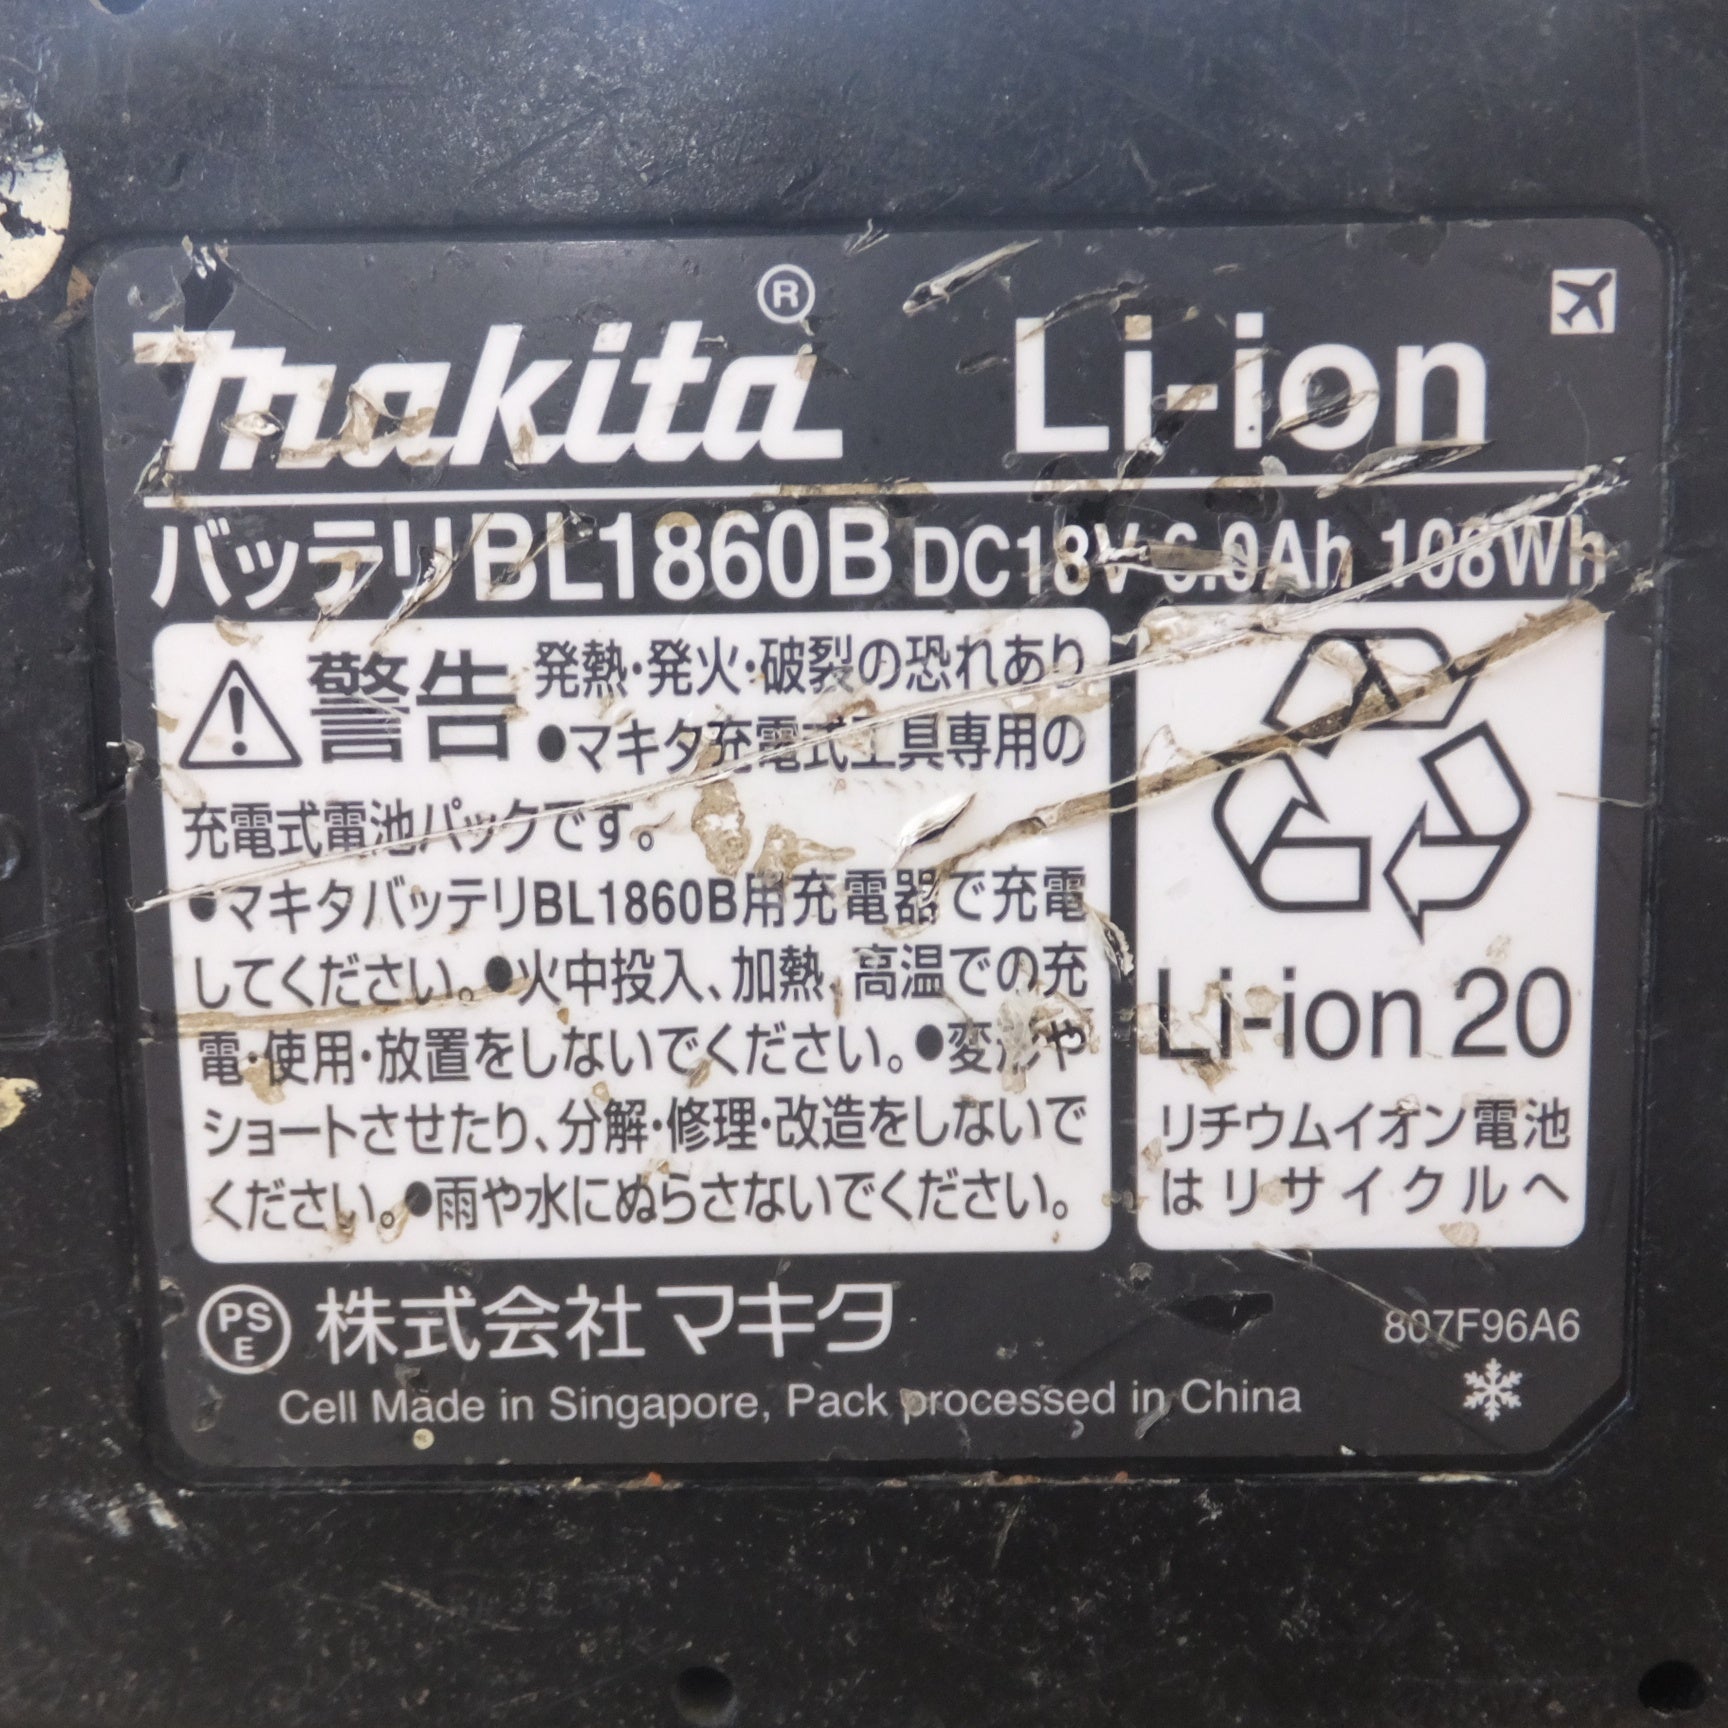 makita® Li-ion
バッテリBL1860B DC18V 6.0Ah 108Wh
警告 発熱・発火・破裂の恐れあり
●マキタ充電式工具専用の
充電式電池パックです。
●マキタバッテリBL1860B用充電器で充電
してください。●火中投入、加熱、高温での充
電・使用・放置をしないでください。●変形や
ショートさせたり、分解・修理・改造をしないで
ください。●雨や水にぬらさないでください。
Li-ion 20
リチウムイオン電池
はリサイクルへ
PSE 株式会社マキタ
807F96A6
Cell Made in Singapore, Pack processed in China